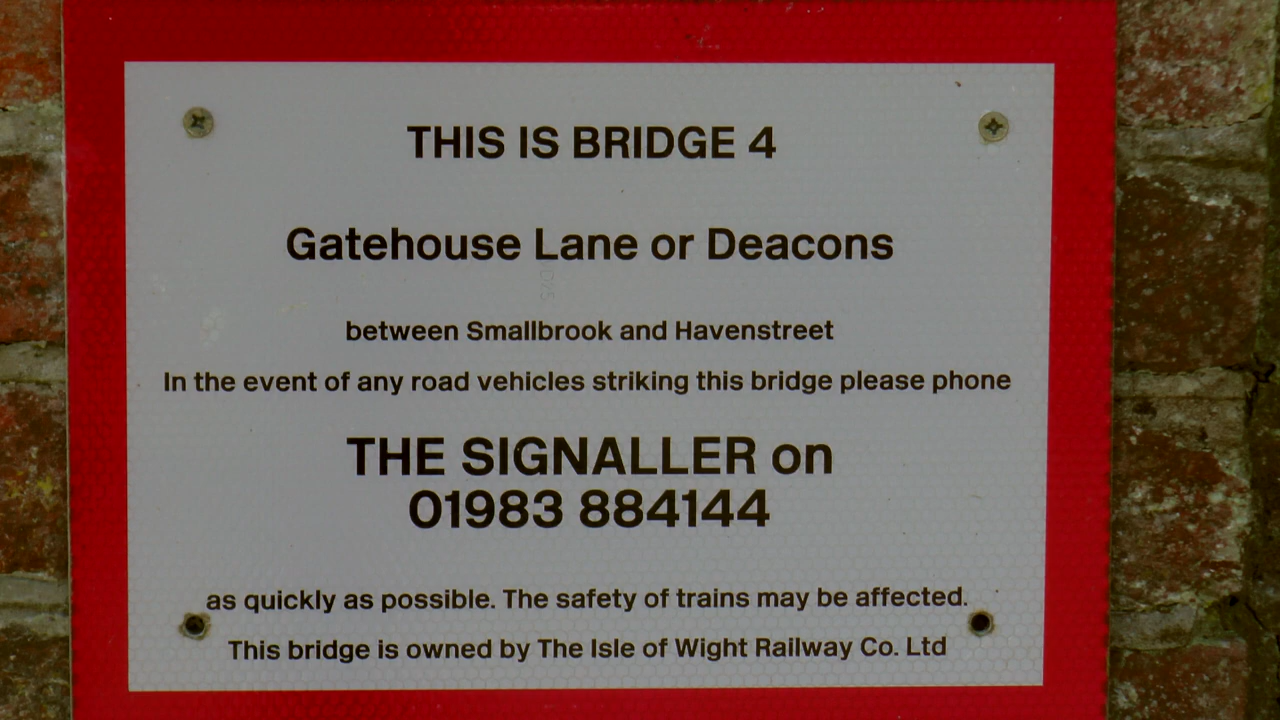 THIS IS BRIDGE 4
Gatehouse Lane or Deacons
between Smallbrook and Havenstreet
In the event of any road vehicles striking this bridge please phone
THE SIGNALLER on
01983 884144
as quickly as possible. The safety of trains may be affected.
This bridge is owned by The Isle of Wight Railway Co. Ltd